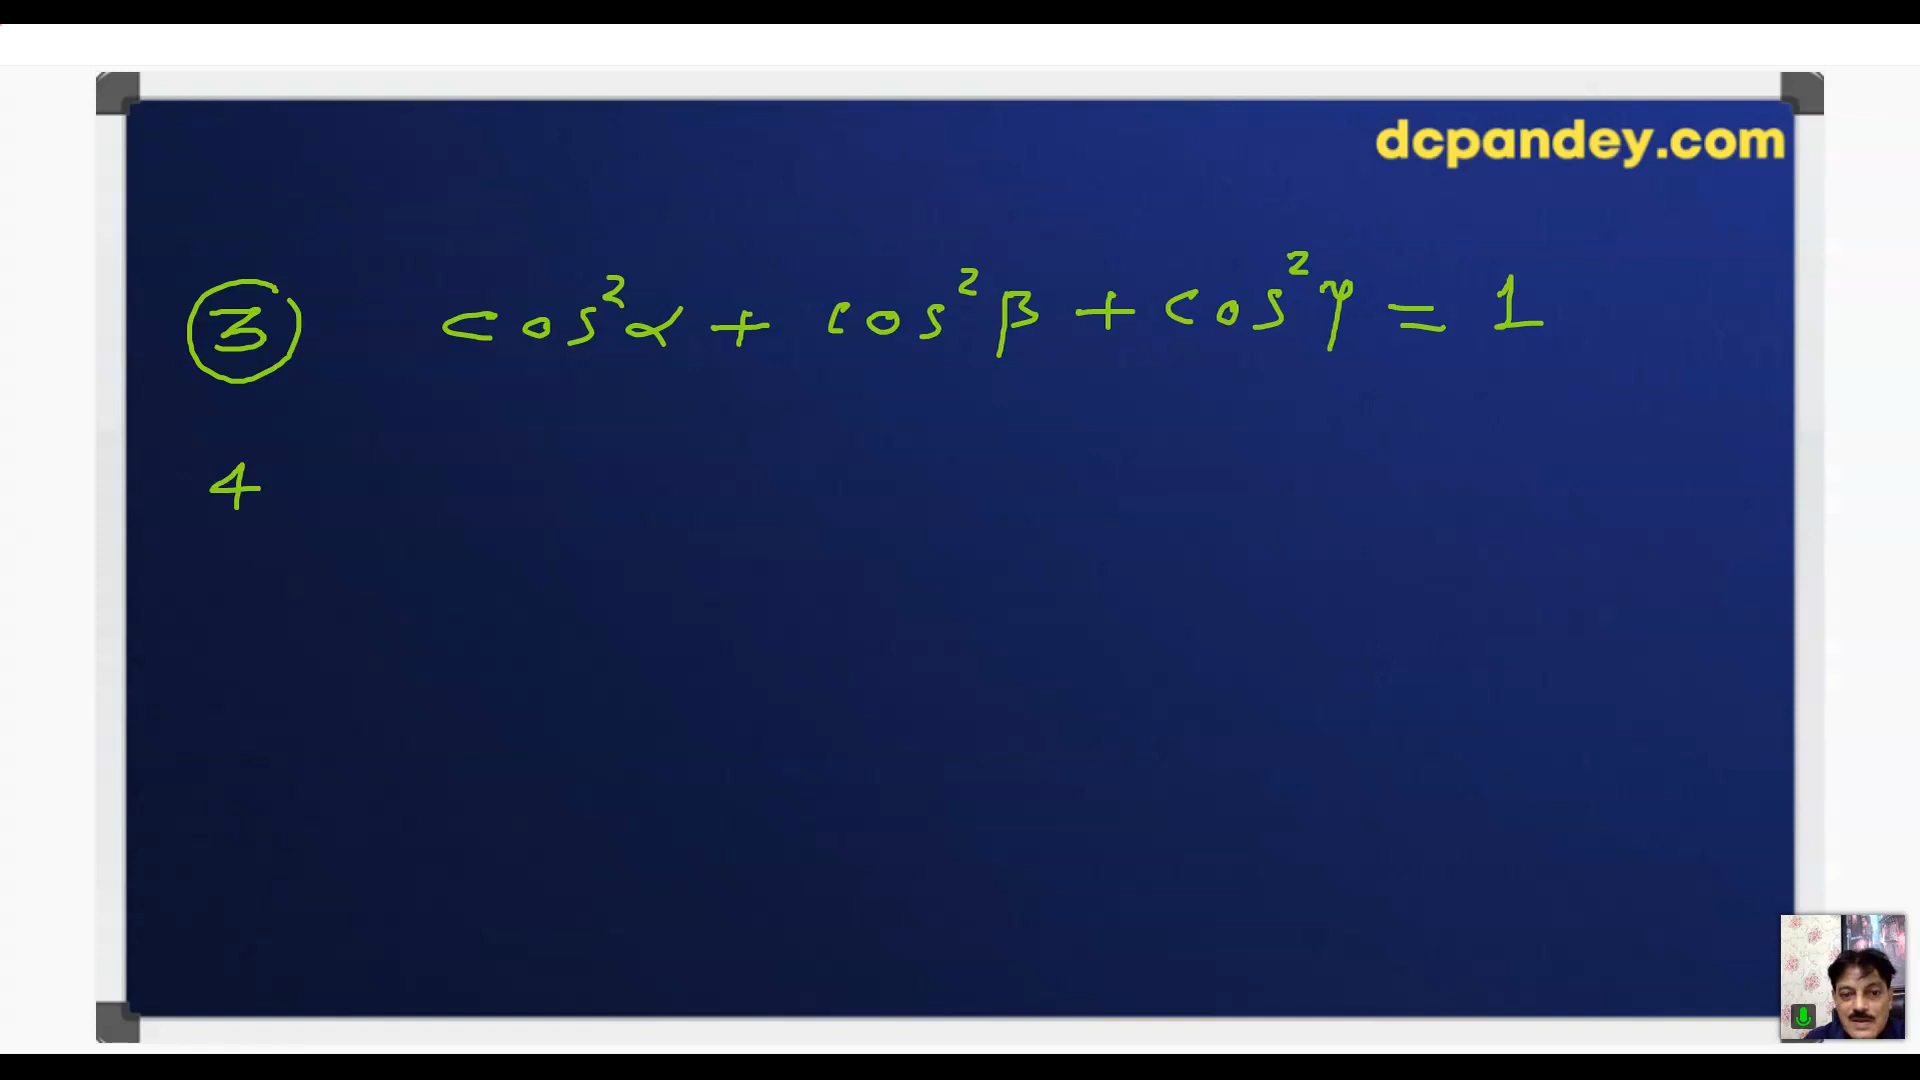 dcpandey.com
③ cos²α + cos²β + cos²γ = 1
4